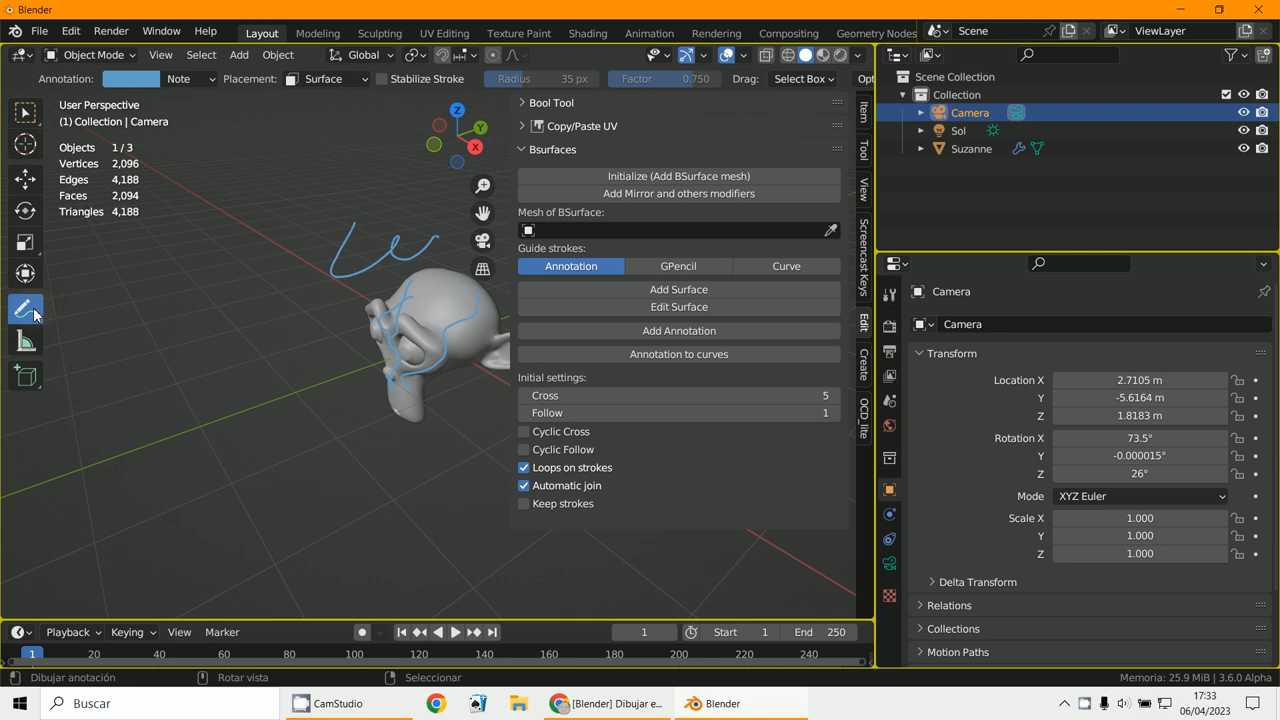 Blender
File Edit Render Window Help Layout Modeling Sculpting UV Editing Texture Paint Shading Animation Rendering Compositing Geometry Nodes Scene ViewLayer
Object Mode View Select Add Object Global
Annotation: Note Placement: Surface Stabilize Stroke Radius 35 px Factor 0.750 Drag: Select Box Opt
User Perspective
(1) Collection | Camera
Objects 1 / 3
Vertices 2,096
Edges 4,188
Faces 2,094
Triangles 4,188
Z
Y
X
Bool Tool
Copy/Paste UV
Bsurfaces
Initialize (Add BSurface mesh)
Add Mirror and others modifiers
Mesh of BSurface:
Guide strokes:
Annotation GPencil Curve
Add Surface
Edit Surface
Add Annotation
Annotation to curves
Initial settings:
Cross 5
Follow 1
Cyclic Cross
Cyclic Follow
Loops on strokes
Automatic join
Keep strokes
Item
Tool
View
Screencast Keys
Edit
Create
OCD_lite
Scene Collection
Collection
Camera
Sol
Suzanne
Camera
Camera
Transform
Location X 2.7105 m
Y -5.6164 m
Z 1.8183 m
Rotation X 73.5°
Y -0.000015°
Z 26°
Mode XYZ Euler
Scale X 1.000
Y 1.000
Z 1.000
Delta Transform
Relations
Collections
Motion Paths
Playback Keying View Marker 1 Start 1 End 250
1 20 40 60 80 100 120 140 160 180 200 220 240
Dibujar anotación Rotar vista Seleccionar Memoria: 25.9 MiB | 3.6.0 Alpha
Buscar CamStudio [Blender] Dibujar e... Blender 17:33
06/04/2023